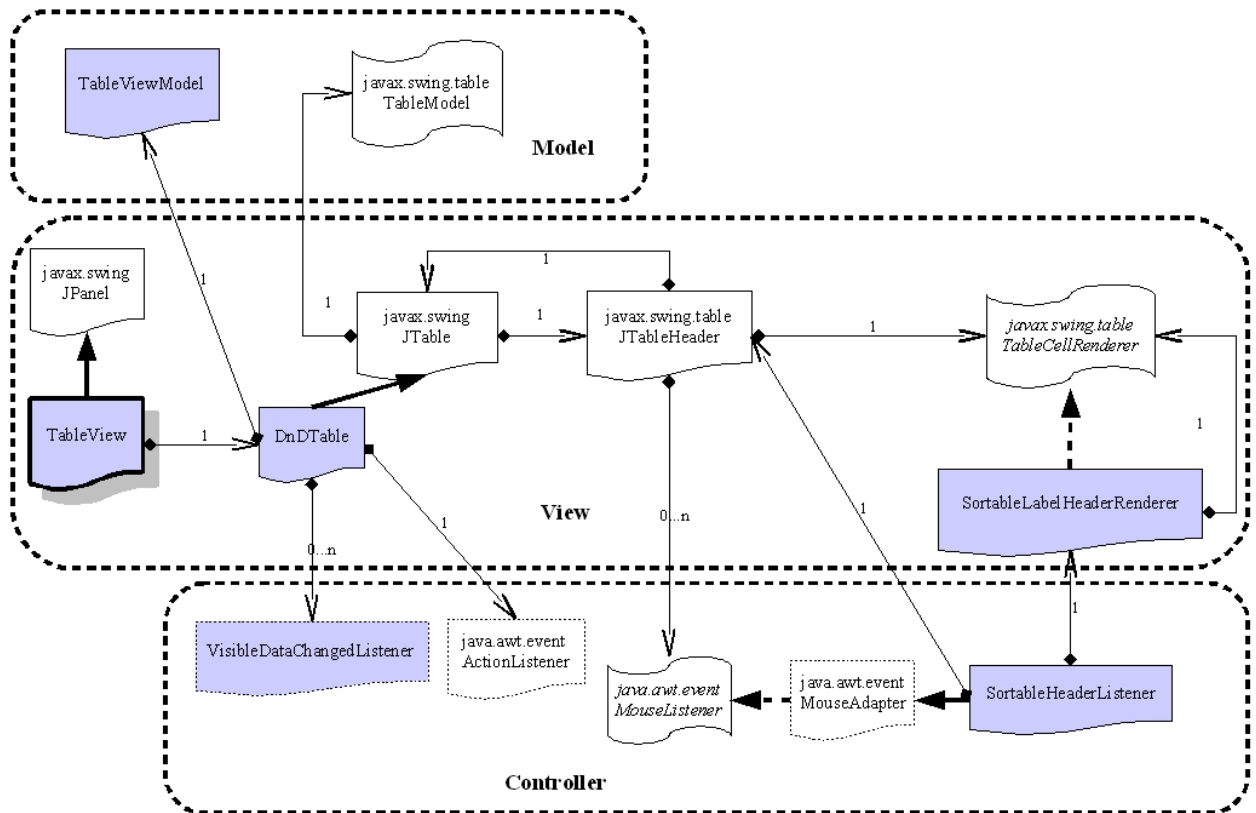 TableViewModel
javax.swing.table
TableModel
Model
javax.swing
JPanel
1
1
1
javax.swing
JTable
1
javax.swing.table
JTableHeader
1
javax.swing.table
TableCellRenderer
TableView
1
DnDTable
1
SortableLabelHeaderRenderer
View
1
0...n
1
0...n
1
VisibleDataChangedListener
java.awt.event
ActionListener
java.awt.event
MouseListener
java.awt.event
MouseAdapter
SortableHeaderListener
Controller